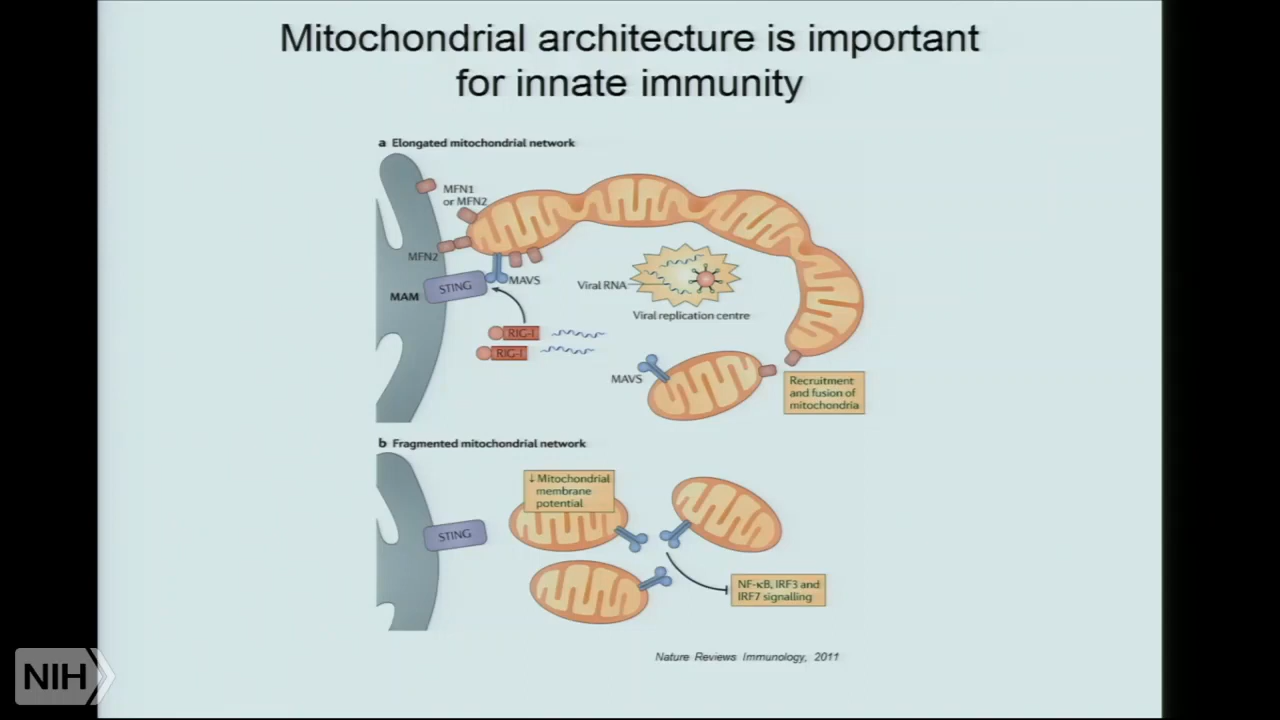 Mitochondrial architecture is important
for innate immunity
a Elongated mitochondrial network
MFN1
or MFN2
MFN2
STING
MAVS
MAM
RIG-I
RIG-I
Viral RNA
Viral replication centre
MAVS
Recruitment
and fusion of
mitochondria
b Fragmented mitochondrial network
↓ Mitochondrial
membrane
potential
STING
NF-κB, IRF3 and
IRF7 signalling
Nature Reviews Immunology, 2011
NIH